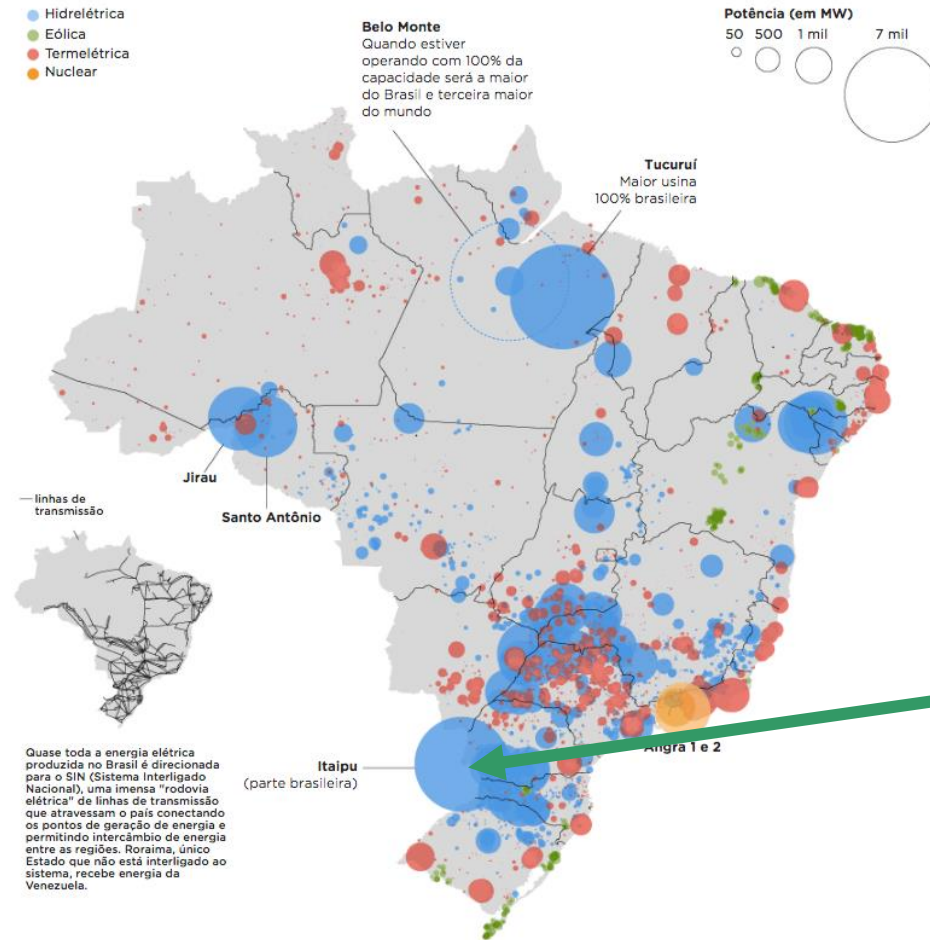 Hidrelétrica
Eólica
Termelétrica
Nuclear
Belo Monte
Quando estiver
operando com 100% da
capacidade será a maior
do Brasil e terceira maior
do mundo
Potência (em MW)
50 500 1 mil 7 mil
Tucuruí
Maior usina
100% brasileira
Jirau
Santo Antônio
linhas de
transmissão
Itaipu
(parte brasileira)
Angra 1 e 2
Quase toda a energia elétrica
produzida no Brasil é direcionada
para o SIN (Sistema Interligado
Nacional), uma imensa "rodovia
elétrica" de linhas de transmissão
que atravessam o país conectando
os pontos de geração de energia e
permitindo intercâmbio de energia
entre as regiões. Roraima, único
Estado que não está interligado ao
sistema, recebe energia da
Venezuela.